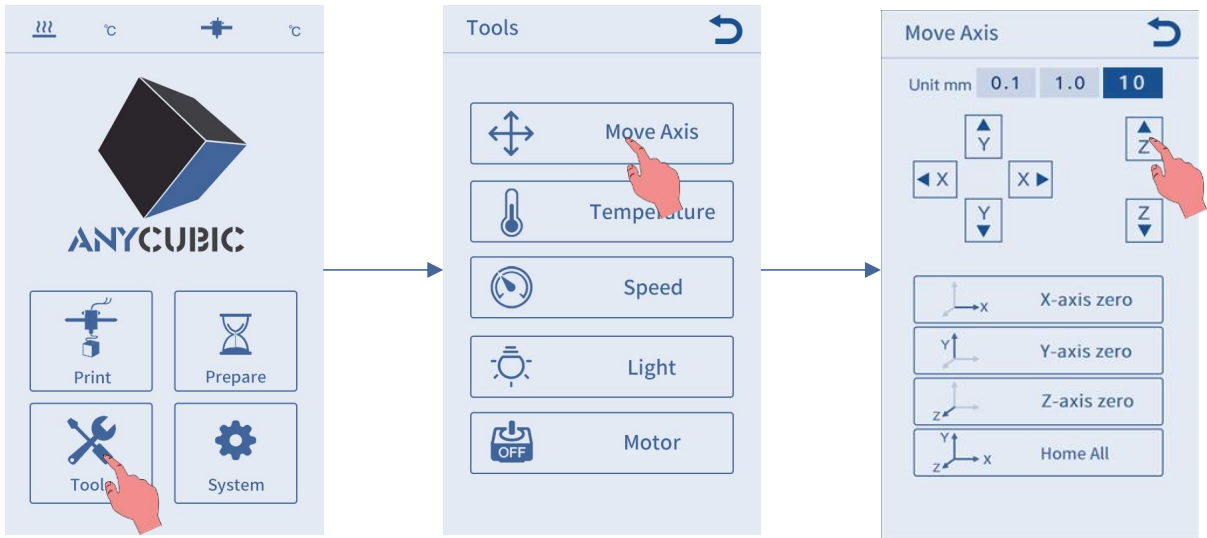 ℃
℃
ANYCUBIC
Print
Prepare
Tools
System
Tools
Move Axis
Temperature
Speed
Light
OFF
Motor
Move Axis
Unit mm 0.1 1.0 10
Y
Z
X
X
Y
Z
X
X-axis zero
Y
Y-axis zero
Z
Z-axis zero
Y
X
Z
Home All